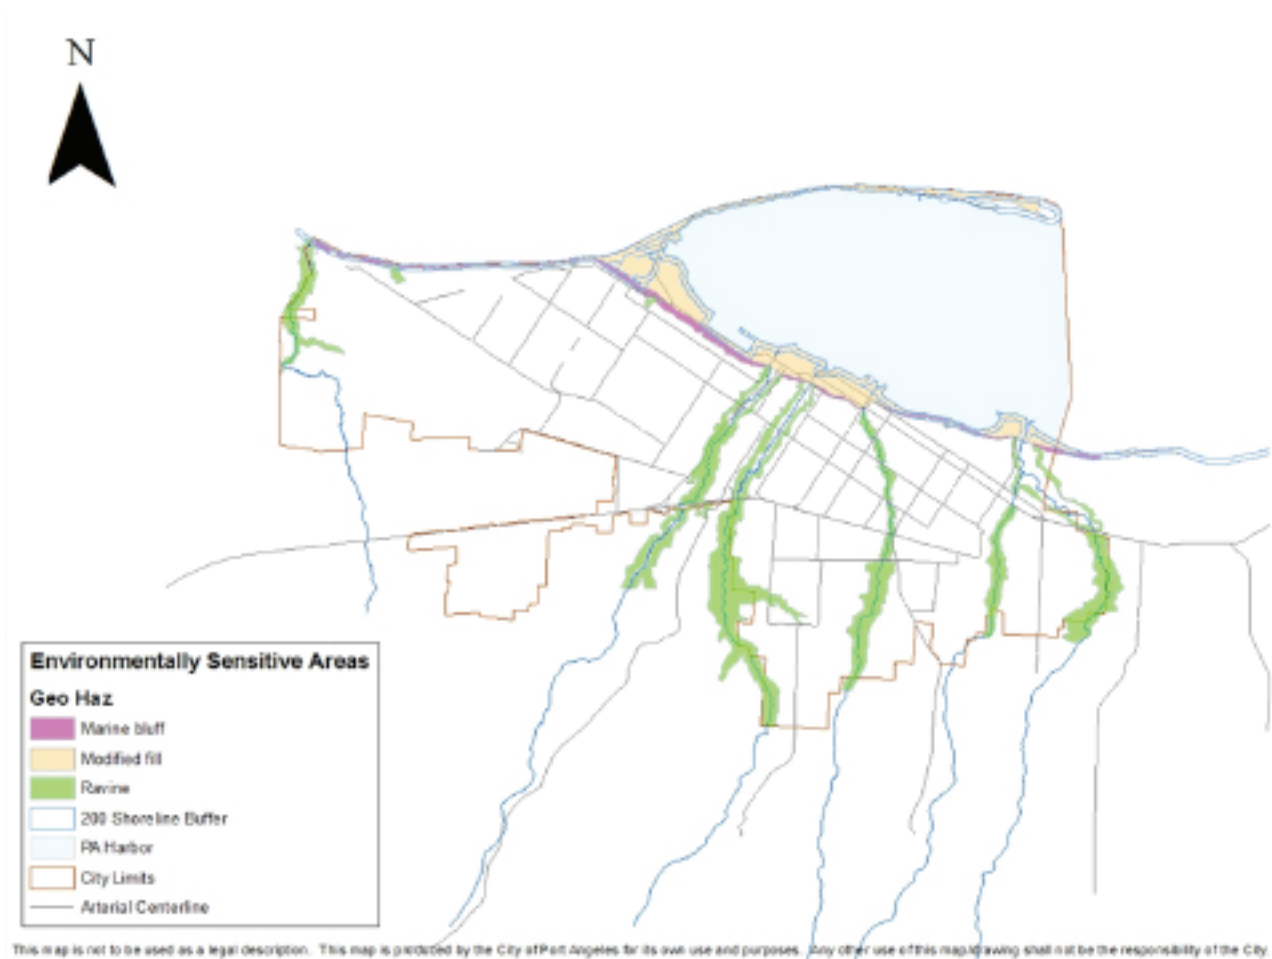 N
Environmentally Sensitive Areas
Geo Haz
Marine bluff
Modified fill
Ravine
200 Shoreline Buffer
PA Harbor
City Limits
Arterial Centerline
This map is not to be used as a legal description. This map is produced by the City of Port Angeles for its own use and purposes. Any other use of this map/drawing shall not be the responsibility of the City.